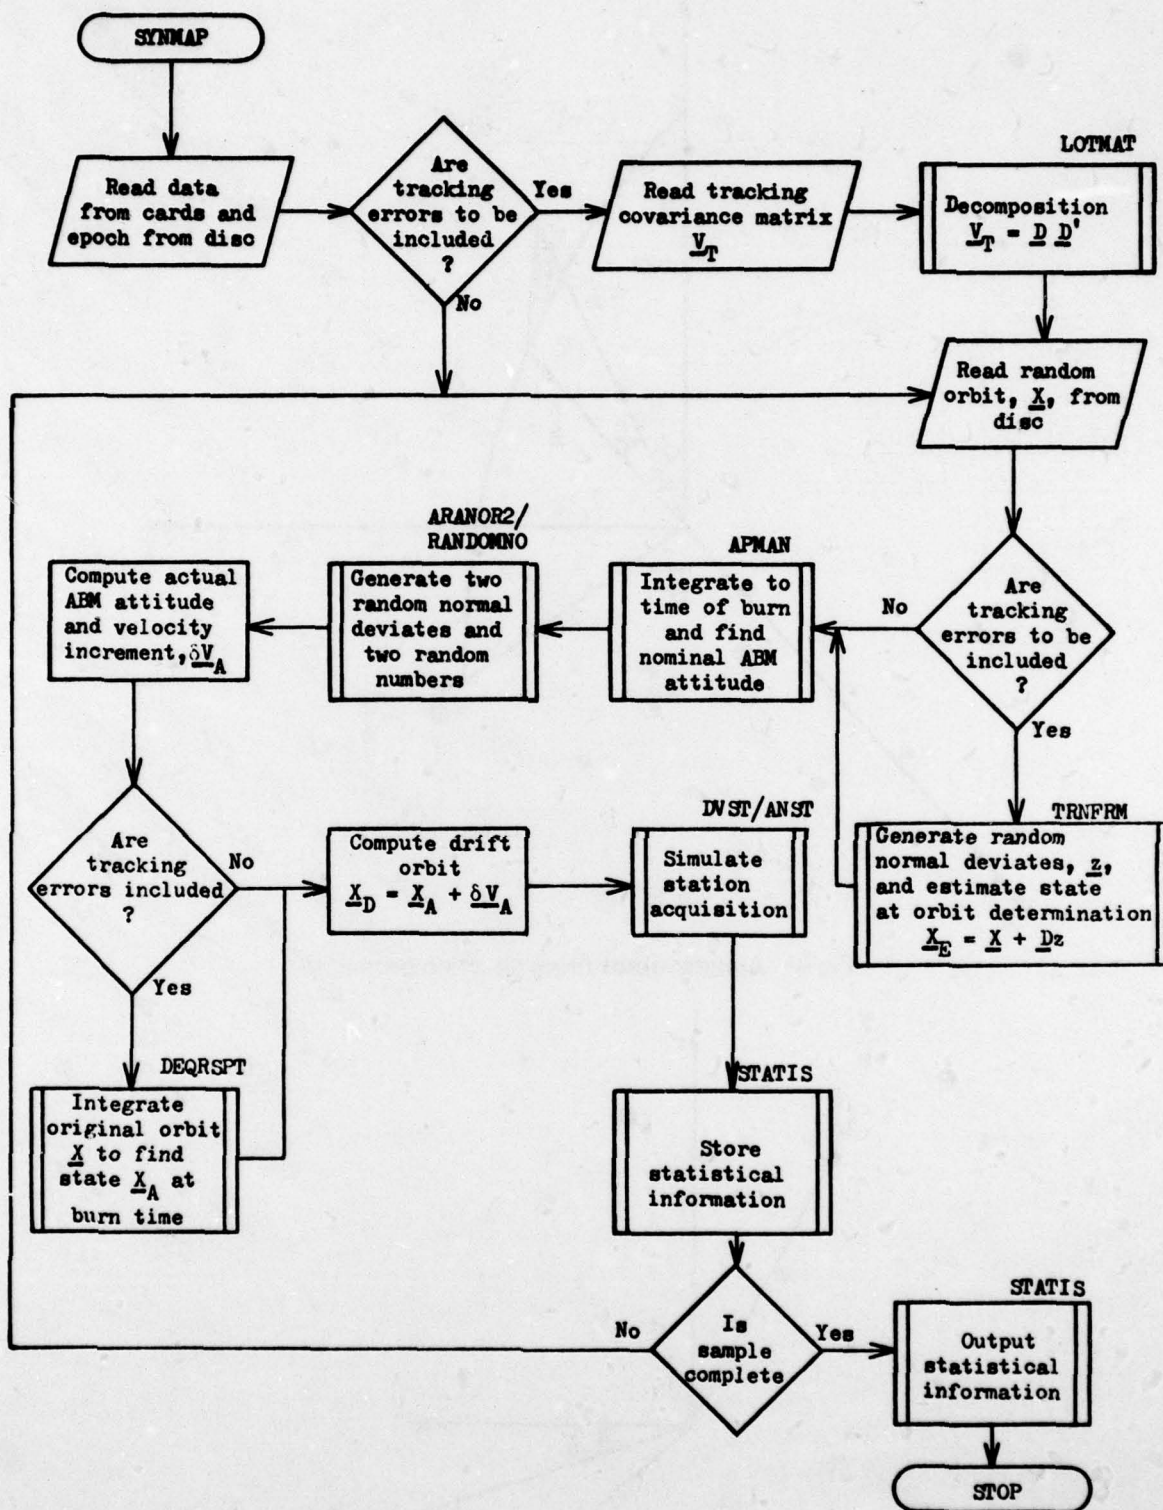 SYNMAP
Read data
from cards and
epoch from disc
Are
tracking
errors to be
included
?
Yes
No
Read tracking
covariance matrix
V_T
LOTMAT
Decomposition
V_T = D D'
Read random
orbit, X, from
disc
Are
tracking
errors to be
included
?
No
Yes
TRNFRM
Generate random
normal deviates, z,
and estimate state
at orbit determination
X_E = X + Dz
APMAN
Integrate to
time of burn
and find
nominal ABM
attitude
ARANOR2/
RANDOMNO
Generate two
random normal
deviates and
two random
numbers
Compute actual
ABM attitude
and velocity
increment, δV_A
Are
tracking
errors included
?
No
Yes
DEQRSPT
Integrate
original orbit
X to find
state X_A at
burn time
Compute drift
orbit
X_D = X_A + δV_A
DVST/ANST
Simulate
station
acquisition
STATIS
Store
statistical
information
Is
sample
complete
No
Yes
STATIS
Output
statistical
information
STOP